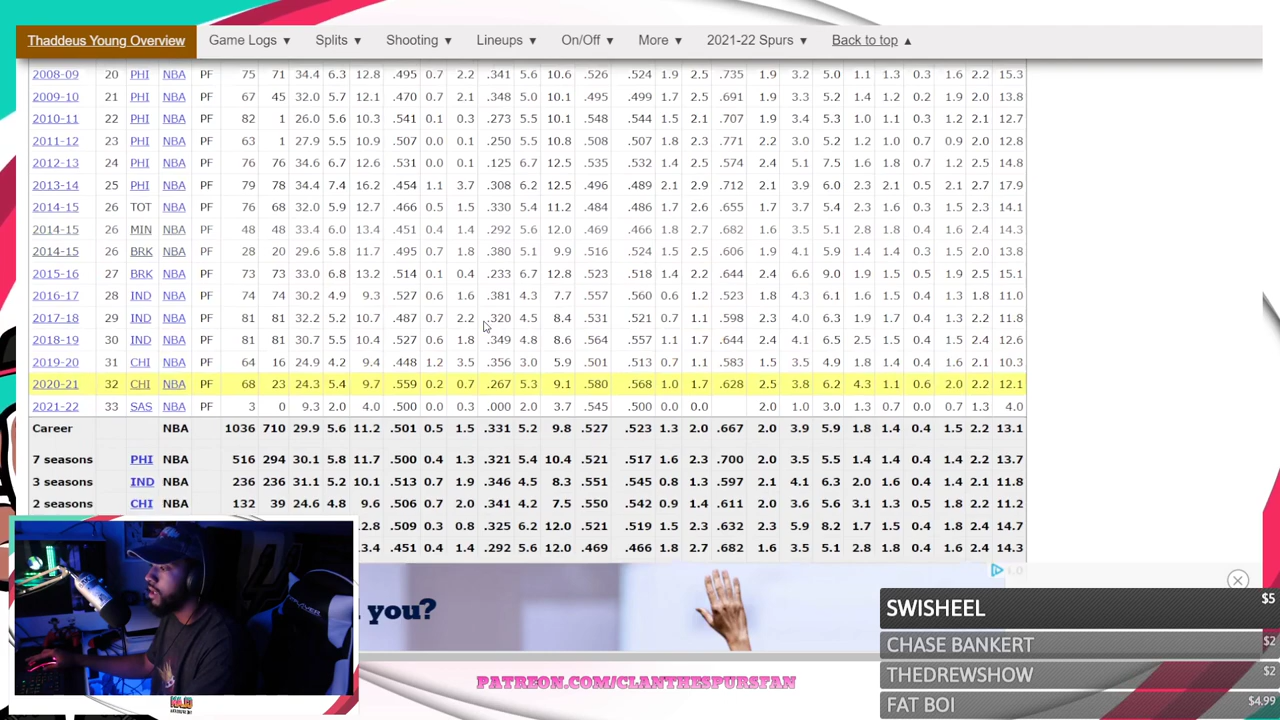 Thaddeus Young Overview Game Logs ▼ Splits ▼ Shooting ▼ Lineups ▼ On/Off ▼ More ▼ 2021-22 Spurs ▼ Back to top ▲
2008-09 20 PHI NBA PF 75 71 34.4 6.3 12.8 .495 0.7 2.2 .341 5.6 10.6 .526 .524 1.9 2.5 .735 1.9 3.2 5.0 1.1 1.3 0.3 1.6 2.2 15.3
2009-10 21 PHI NBA PF 67 45 32.0 5.7 12.1 .470 0.7 2.1 .348 5.0 10.1 .495 .499 1.7 2.5 .691 1.9 3.3 5.2 1.4 1.2 0.2 1.9 2.0 13.8
2010-11 22 PHI NBA PF 82 1 26.0 5.6 10.3 .541 0.1 0.3 .273 5.5 10.1 .548 .544 1.5 2.1 .707 1.9 3.4 5.3 1.0 1.1 0.3 1.2 2.1 12.7
2011-12 23 PHI NBA PF 63 1 27.9 5.5 10.9 .507 0.0 0.1 .250 5.5 10.8 .508 .507 1.8 2.3 .771 2.2 3.0 5.2 1.2 1.0 0.7 0.9 2.0 12.8
2012-13 24 PHI NBA PF 76 76 34.6 6.7 12.6 .531 0.0 0.1 .125 6.7 12.5 .535 .532 1.4 2.5 .574 2.4 5.1 7.5 1.6 1.8 0.7 1.2 2.5 14.8
2013-14 25 PHI NBA PF 79 78 34.4 7.4 16.2 .454 1.1 3.7 .308 6.2 12.5 .496 .489 2.1 2.9 .712 2.1 3.9 6.0 2.3 2.1 0.5 2.1 2.7 17.9
2014-15 26 TOT NBA PF 76 68 32.0 5.9 12.7 .466 0.5 1.5 .330 5.4 11.2 .484 .486 1.7 2.6 .655 1.7 3.7 5.4 2.3 1.6 0.3 1.5 2.3 14.1
2014-15 26 MIN NBA PF 48 48 33.4 6.0 13.4 .451 0.4 1.4 .292 5.6 12.0 .469 .466 1.8 2.7 .682 1.6 3.5 5.1 2.8 1.8 0.4 1.6 2.4 14.3
2014-15 26 BRK NBA PF 28 20 29.6 5.8 11.7 .495 0.7 1.8 .380 5.1 9.9 .516 .524 1.5 2.5 .606 1.9 4.1 5.9 1.4 1.4 0.3 1.5 2.0 13.8
2015-16 27 BRK NBA PF 73 73 33.0 6.8 13.2 .514 0.1 0.4 .233 6.7 12.8 .523 .518 1.4 2.2 .644 2.4 6.6 9.0 1.9 1.5 0.5 1.9 2.3 15.1
2016-17 28 IND NBA PF 74 74 30.2 4.9 9.3 .527 0.6 1.6 .381 4.3 7.7 .557 .560 0.6 1.2 .523 1.8 4.3 6.1 1.6 1.5 0.4 1.3 1.8 11.0
2017-18 29 IND NBA PF 81 81 32.2 5.2 10.7 .487 0.7 2.2 .320 4.5 8.4 .531 .521 0.7 1.1 .598 2.3 4.0 6.3 1.9 1.7 0.4 1.3 2.2 11.8
2018-19 30 IND NBA PF 81 81 30.7 5.5 10.4 .527 0.6 1.8 .349 4.8 8.6 .564 .557 1.1 1.7 .644 2.4 4.1 6.5 2.5 1.5 0.4 1.5 2.4 12.6
2019-20 31 CHI NBA PF 64 16 24.9 4.2 9.4 .448 1.2 3.5 .356 3.0 5.9 .501 .513 0.7 1.2 .583 1.5 3.5 4.9 1.8 1.4 0.4 1.6 2.1 10.3
2020-21 32 CHI NBA PF 68 23 24.3 5.4 9.7 .559 0.2 0.7 .267 5.3 9.1 .580 .568 1.0 1.7 .628 2.5 3.8 6.2 4.3 1.1 0.6 2.0 2.2 12.1
2021-22 33 SAS NBA PF 3 0 9.3 2.0 4.0 .500 0.0 0.3 .000 2.0 3.7 .545 .500 0.0 0.0 2.0 1.0 3.0 1.3 0.7 0.0 0.7 1.3 4.0
Career NBA 1036 710 29.9 5.6 11.2 .501 0.5 1.5 .331 5.2 9.8 .527 .523 1.3 2.0 .667 2.0 3.9 5.9 1.8 1.4 0.4 1.5 2.2 13.1
7 seasons PHI NBA 516 294 30.1 5.8 11.7 .500 0.4 1.3 .321 5.4 10.4 .521 .517 1.6 2.3 .700 2.0 3.5 5.5 1.4 1.4 0.4 1.4 2.2 13.7
3 seasons IND NBA 236 236 31.1 5.2 10.1 .513 0.7 1.9 .346 4.5 8.3 .551 .545 0.8 1.3 .597 2.1 4.1 6.3 2.0 1.6 0.4 1.4 2.1 11.8
2 seasons CHI NBA 132 39 24.6 4.8 9.6 .506 0.7 2.0 .341 4.2 7.5 .550 .542 0.9 1.4 .611 2.0 3.6 5.6 3.1 1.3 0.5 1.8 2.2 11.2
2.8 .509 0.3 0.8 .325 6.2 12.0 .521 .519 1.5 2.3 .632 2.3 5.9 8.2 1.7 1.5 0.4 1.8 2.2 14.7
3.4 .451 0.4 1.4 .292 5.6 12.0 .469 .466 1.8 2.7 .682 1.6 3.5 5.1 2.8 1.8 0.4 1.6 2.4 14.3
you?
SWISHEEL $5
CHASE BANKERT $2
THEDREWSHOW $2
FAT BOI $4.99
PATREON.COM/CLANTHESPURSFAN